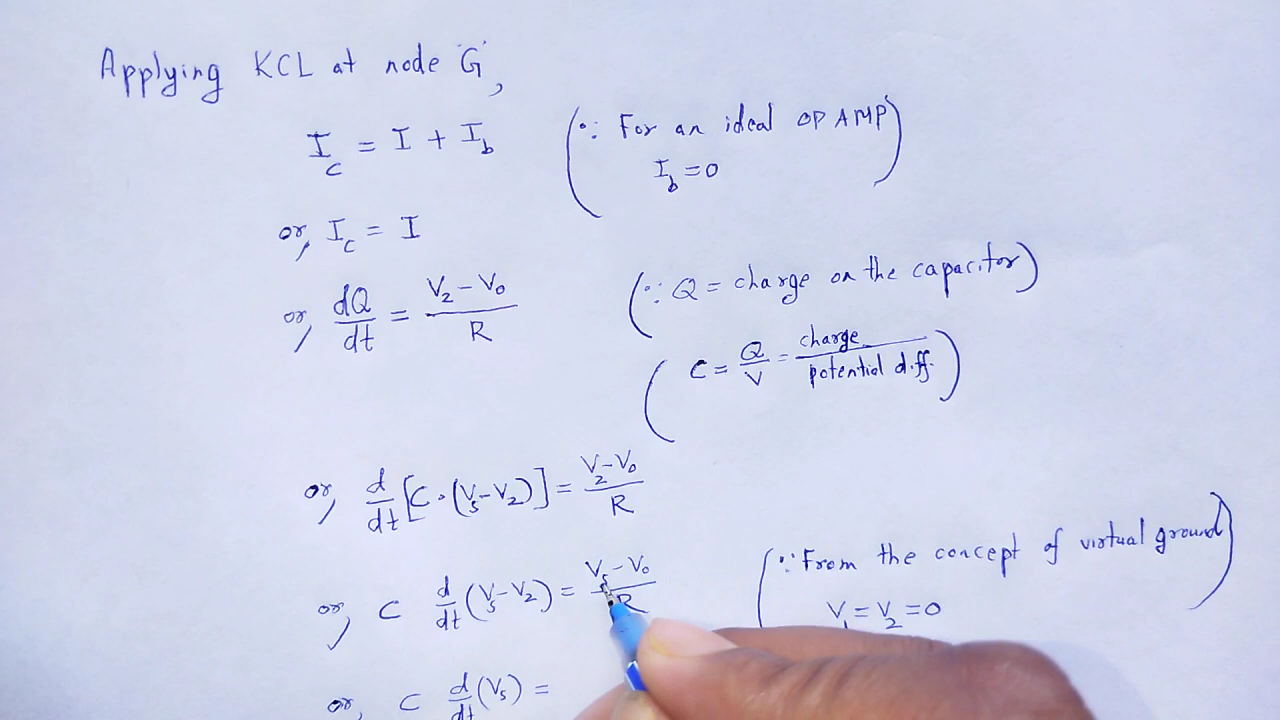 Applying KCL at node 'G',
I_c = I + I_b (∵ For an ideal OP AMP
I_b = 0)
or, I_c = I
or, dQ/dt = (V_2 - V_0)/R (∵ Q = charge on the capacitor)
(C = Q/V = charge/potential diff.)
or, d/dt [C · (V_s - V_2)] = (V_2 - V_0)/R
or, C d/dt (V_s - V_2) = (V_s - V_0)/R (∵ From the concept of virtual ground
V_1 = V_2 = 0)
or, C d/dt (V_s) =